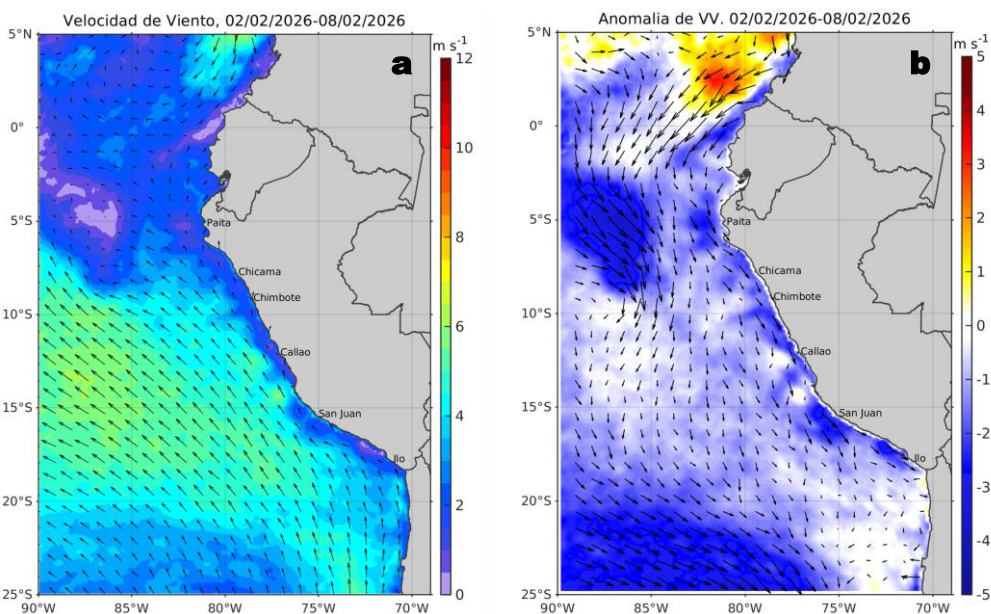 Velocidad de Viento, 02/02/2026-08/02/2026
5°N
0°
5°S
10°S
15°S
20°S
25°S
90°W
85°W
80°W
75°W
70°W
a
Paita
Chicama
Chimbote
Callao
San Juan
Ilo
m s⁻¹
12
10
8
6
4
2
0
Anomalia de VV. 02/02/2026-08/02/2026
5°N
0°
5°S
10°S
15°S
20°S
25°S
90°W
85°W
80°W
75°W
70°W
b
Paita
Chicama
Chimbote
Callao
San Juan
Ilo
m s⁻¹
5
4
3
2
1
0
-1
-2
-3
-4
-5